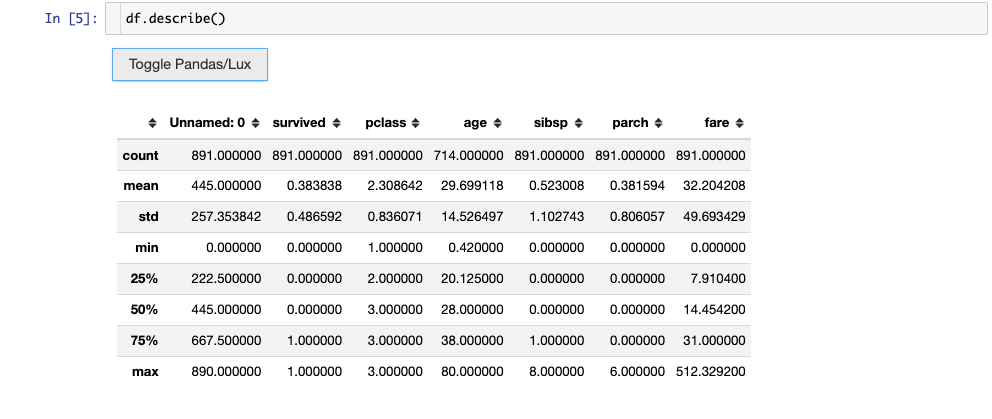 In [5]: df.describe()
Toggle Pandas/Lux
Unnamed: 0 survived pclass age sibsp parch fare
count 891.000000 891.000000 891.000000 714.000000 891.000000 891.000000 891.000000
mean 445.000000 0.383838 2.308642 29.699118 0.523008 0.381594 32.204208
std 257.353842 0.486592 0.836071 14.526497 1.102743 0.806057 49.693429
min 0.000000 0.000000 1.000000 0.420000 0.000000 0.000000 0.000000
25% 222.500000 0.000000 2.000000 20.125000 0.000000 0.000000 7.910400
50% 445.000000 0.000000 3.000000 28.000000 0.000000 0.000000 14.454200
75% 667.500000 1.000000 3.000000 38.000000 1.000000 0.000000 31.000000
max 890.000000 1.000000 3.000000 80.000000 8.000000 6.000000 512.329200